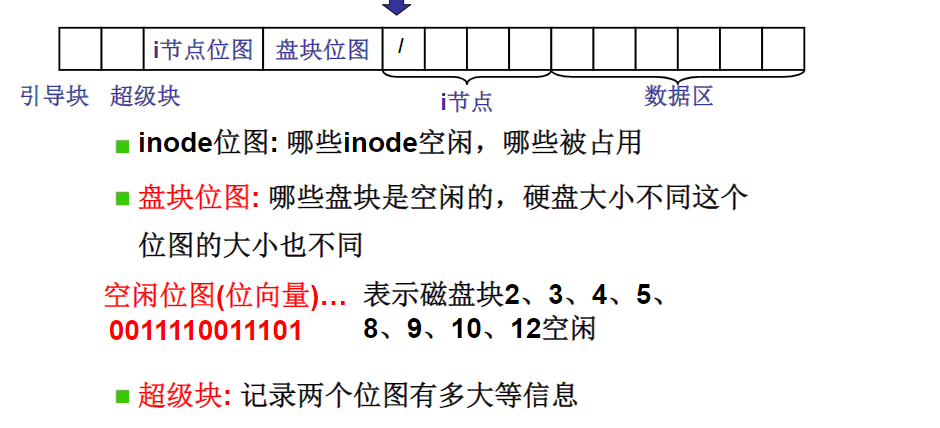 i节点位图 盘块位图 /
引导块 超级块 i节点 数据区
inode位图: 哪些inode空闲，哪些被占用
盘块位图: 哪些盘块是空闲的，硬盘大小不同这个
位图的大小也不同
空闲位图(位向量)… 表示磁盘块2、3、4、5、
0011110011101 8、9、10、12空闲
超级块: 记录两个位图有多大等信息